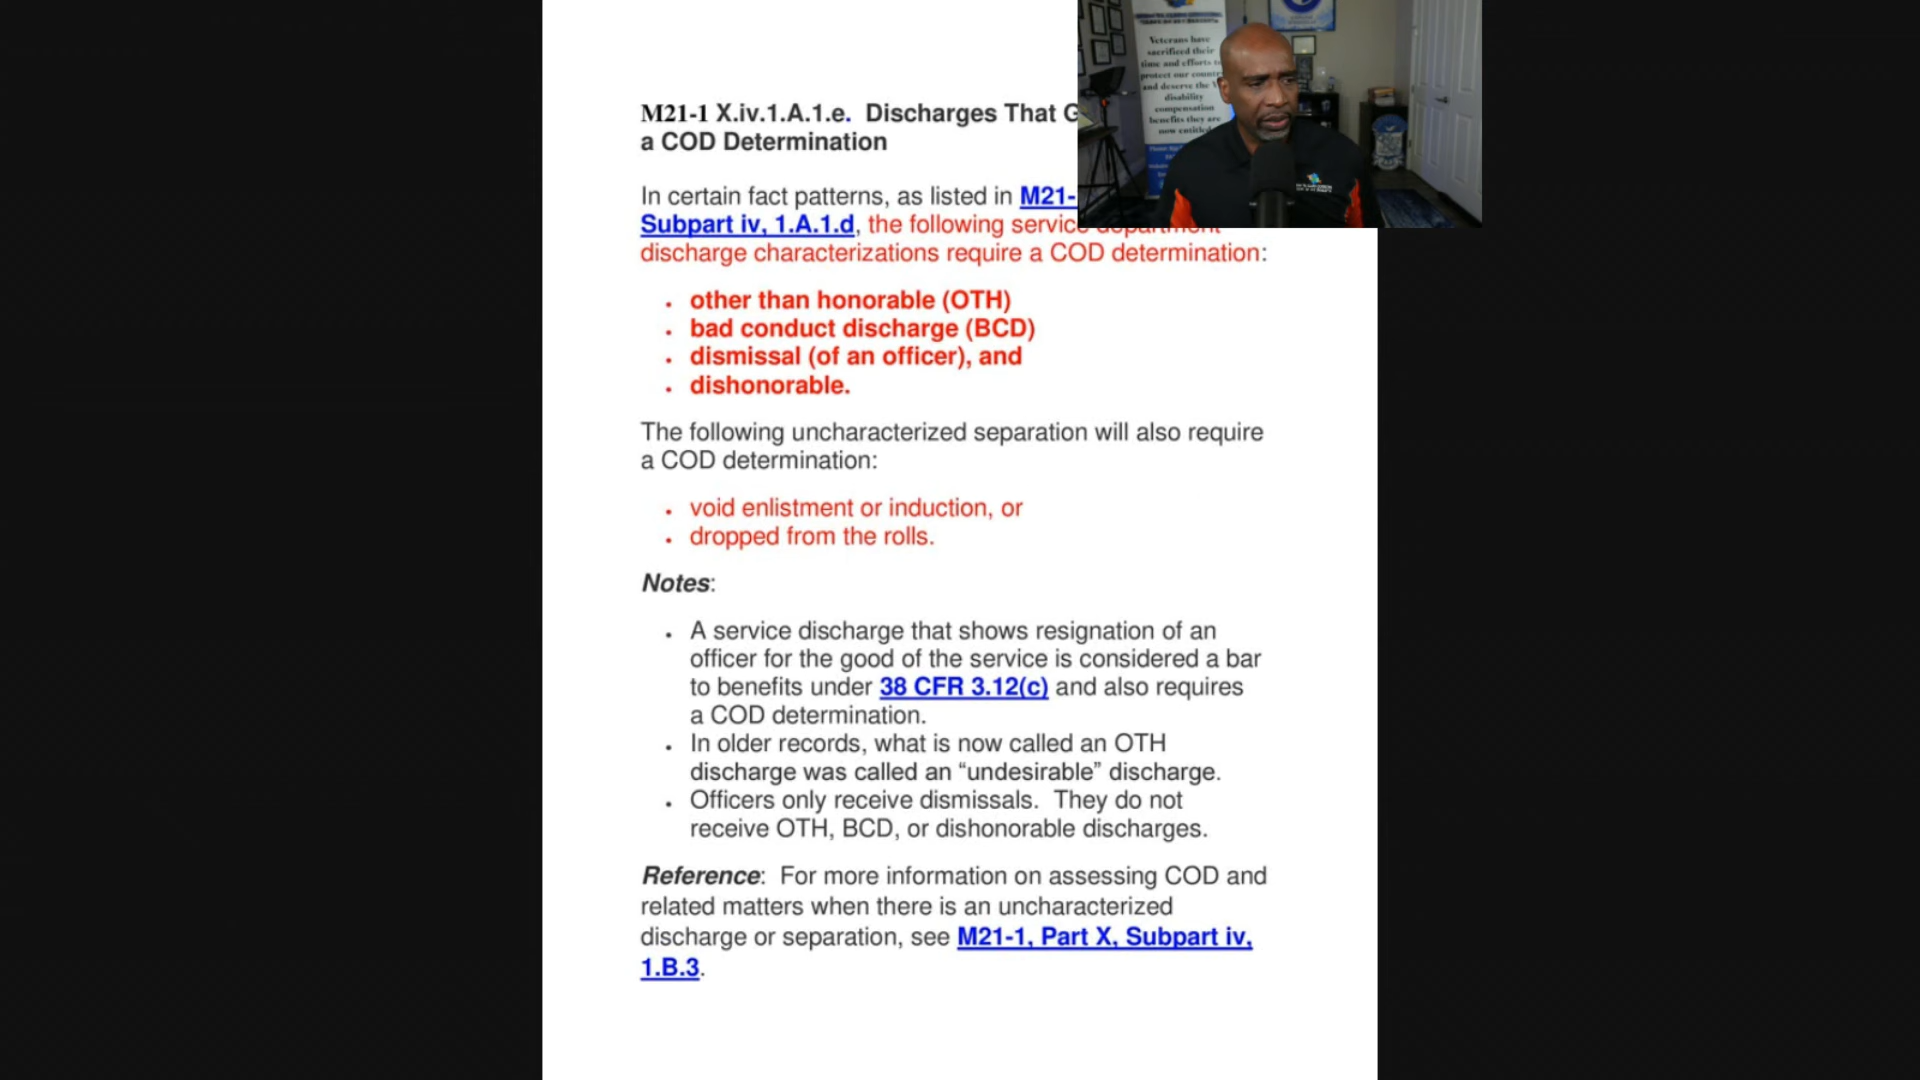 M21-1 X.iv.1.A.1.e.  Discharges That G
a COD Determination
In certain fact patterns, as listed in M21-
Subpart iv, 1.A.1.d, the following service department
discharge characterizations require a COD determination:
• other than honorable (OTH)
• bad conduct discharge (BCD)
• dismissal (of an officer), and
• dishonorable.
The following uncharacterized separation will also require
a COD determination:
• void enlistment or induction, or
• dropped from the rolls.
Notes:
• A service discharge that shows resignation of an
officer for the good of the service is considered a bar
to benefits under 38 CFR 3.12(c) and also requires
a COD determination.
• In older records, what is now called an OTH
discharge was called an “undesirable” discharge.
• Officers only receive dismissals.  They do not
receive OTH, BCD, or dishonorable discharges.
Reference:  For more information on assessing COD and
related matters when there is an uncharacterized
discharge or separation, see M21-1, Part X, Subpart iv,
1.B.3.
Veterans have
sacrificed their
time and efforts to
protect our country
and deserve the
disability
compensation
benefits they are
now entitled